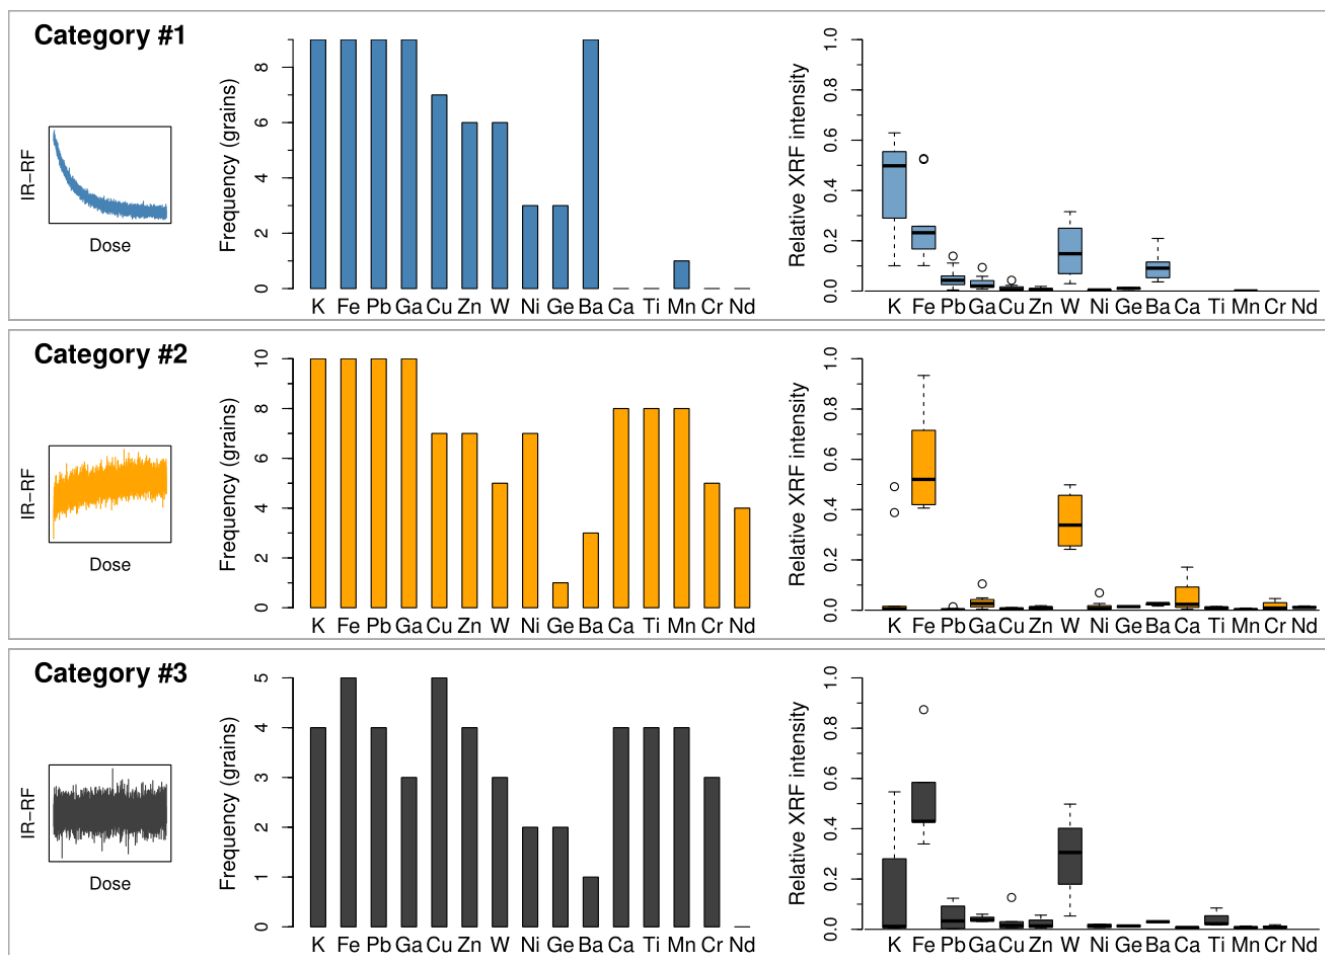 Category #1
IR−RF
Dose
Frequency (grains)
0 2 4 6 8
K Fe Pb Ga Cu Zn W Ni Ge Ba Ca Ti Mn Cr Nd
Relative XRF intensity
0.0 0.2 0.4 0.6 0.8 1.0
K Fe Pb Ga Cu Zn W Ni Ge Ba Ca Ti Mn Cr Nd
Category #2
IR−RF
Dose
Frequency (grains)
0 2 4 6 8 10
K Fe Pb Ga Cu Zn W Ni Ge Ba Ca Ti Mn Cr Nd
Relative XRF intensity
0.0 0.2 0.4 0.6 0.8 1.0
K Fe Pb Ga Cu Zn W Ni Ge Ba Ca Ti Mn Cr Nd
Category #3
IR−RF
Dose
Frequency (grains)
0 1 2 3 4 5
K Fe Pb Ga Cu Zn W Ni Ge Ba Ca Ti Mn Cr Nd
Relative XRF intensity
0.0 0.2 0.4 0.6 0.8 1.0
K Fe Pb Ga Cu Zn W Ni Ge Ba Ca Ti Mn Cr Nd